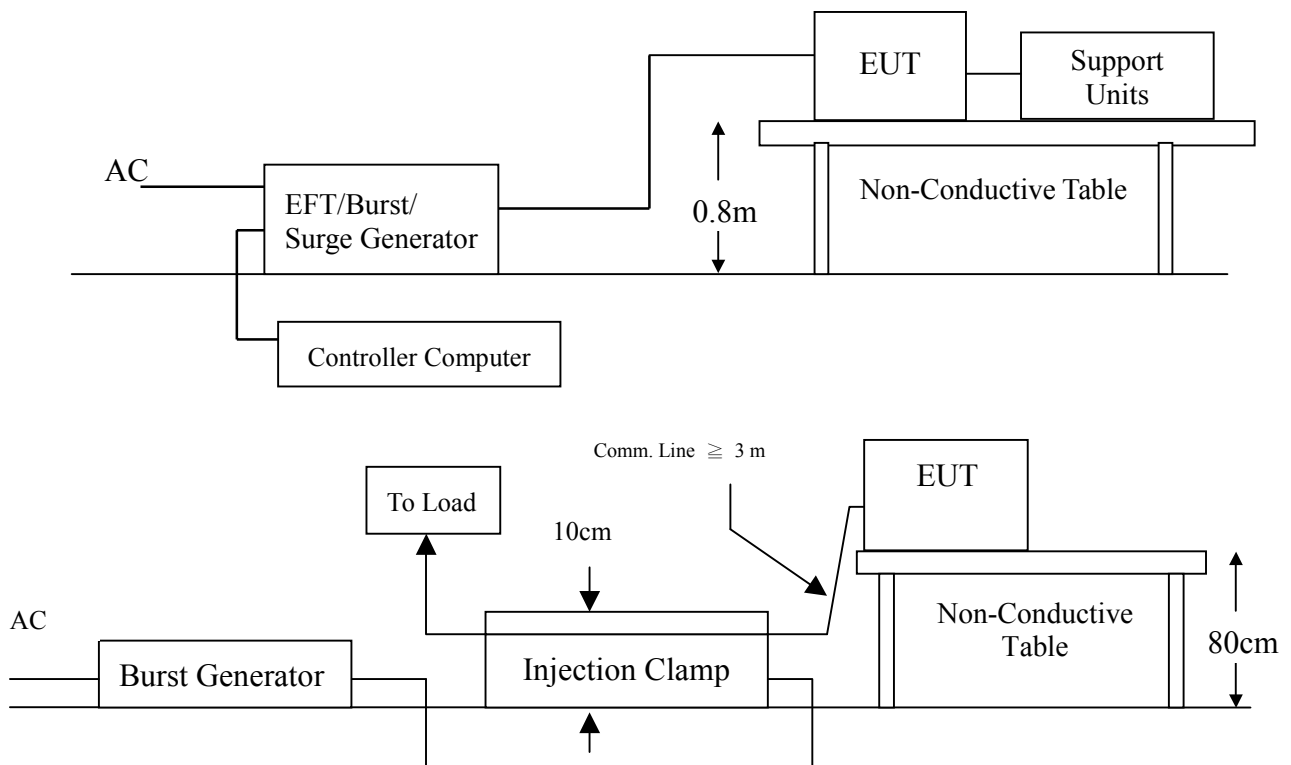 EUT
Support
Units
AC
EFT/Burst/
Surge Generator
0.8m
Non-Conductive Table
Controller Computer
Comm. Line ≧ 3 m
EUT
To Load
10cm
AC
Burst Generator
Injection Clamp
Non-Conductive
Table
80cm